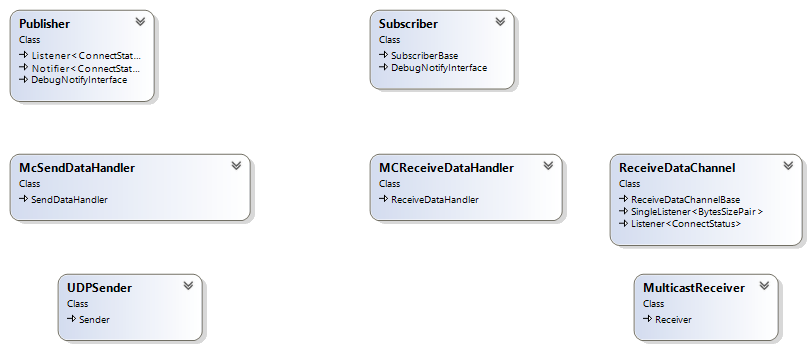 Publisher
Class
Listener<ConnectStat...
Notifier<ConnectStat...
DebugNotifyInterface
Subscriber
Class
SubscriberBase
DebugNotifyInterface
McSendDataHandler
Class
SendDataHandler
MCReceiveDataHandler
Class
ReceiveDataHandler
ReceiveDataChannel
Class
ReceiveDataChannelBase
SingleListener<BytesSizePair>
Listener<ConnectStatus>
UDPSender
Class
Sender
MulticastReceiver
Class
Receiver